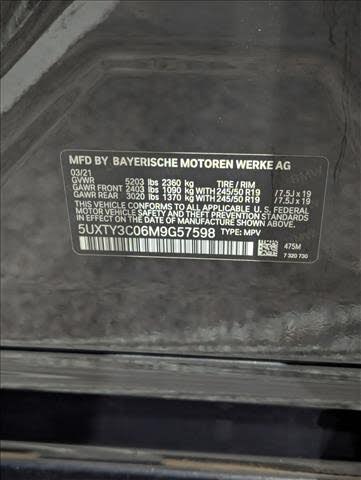 MFD BY BAYERISCHE MOTOREN WERKE AG
03/21
GVWR 5203 lbs 2360 kg TIRE / RIM
GAWR FRONT 2403 lbs 1090 kg WITH 245/50 R19 /7.5J x 19
GAWR REAR 3020 lbs 1370 kg WITH 245/50 R19 /7.5J x 19
THIS VEHICLE CONFORMS TO ALL APPLICABLE U.S. FEDERAL
MOTOR VEHICLE SAFETY, BUMPER, AND THEFT PREVENTION
STANDARDS IN EFFECT ON THE DATE OF MANUFACTURE SHOWN ABOVE.
5UXTY3C06M9G57598 TYPE: MPV 475M
7 320 730